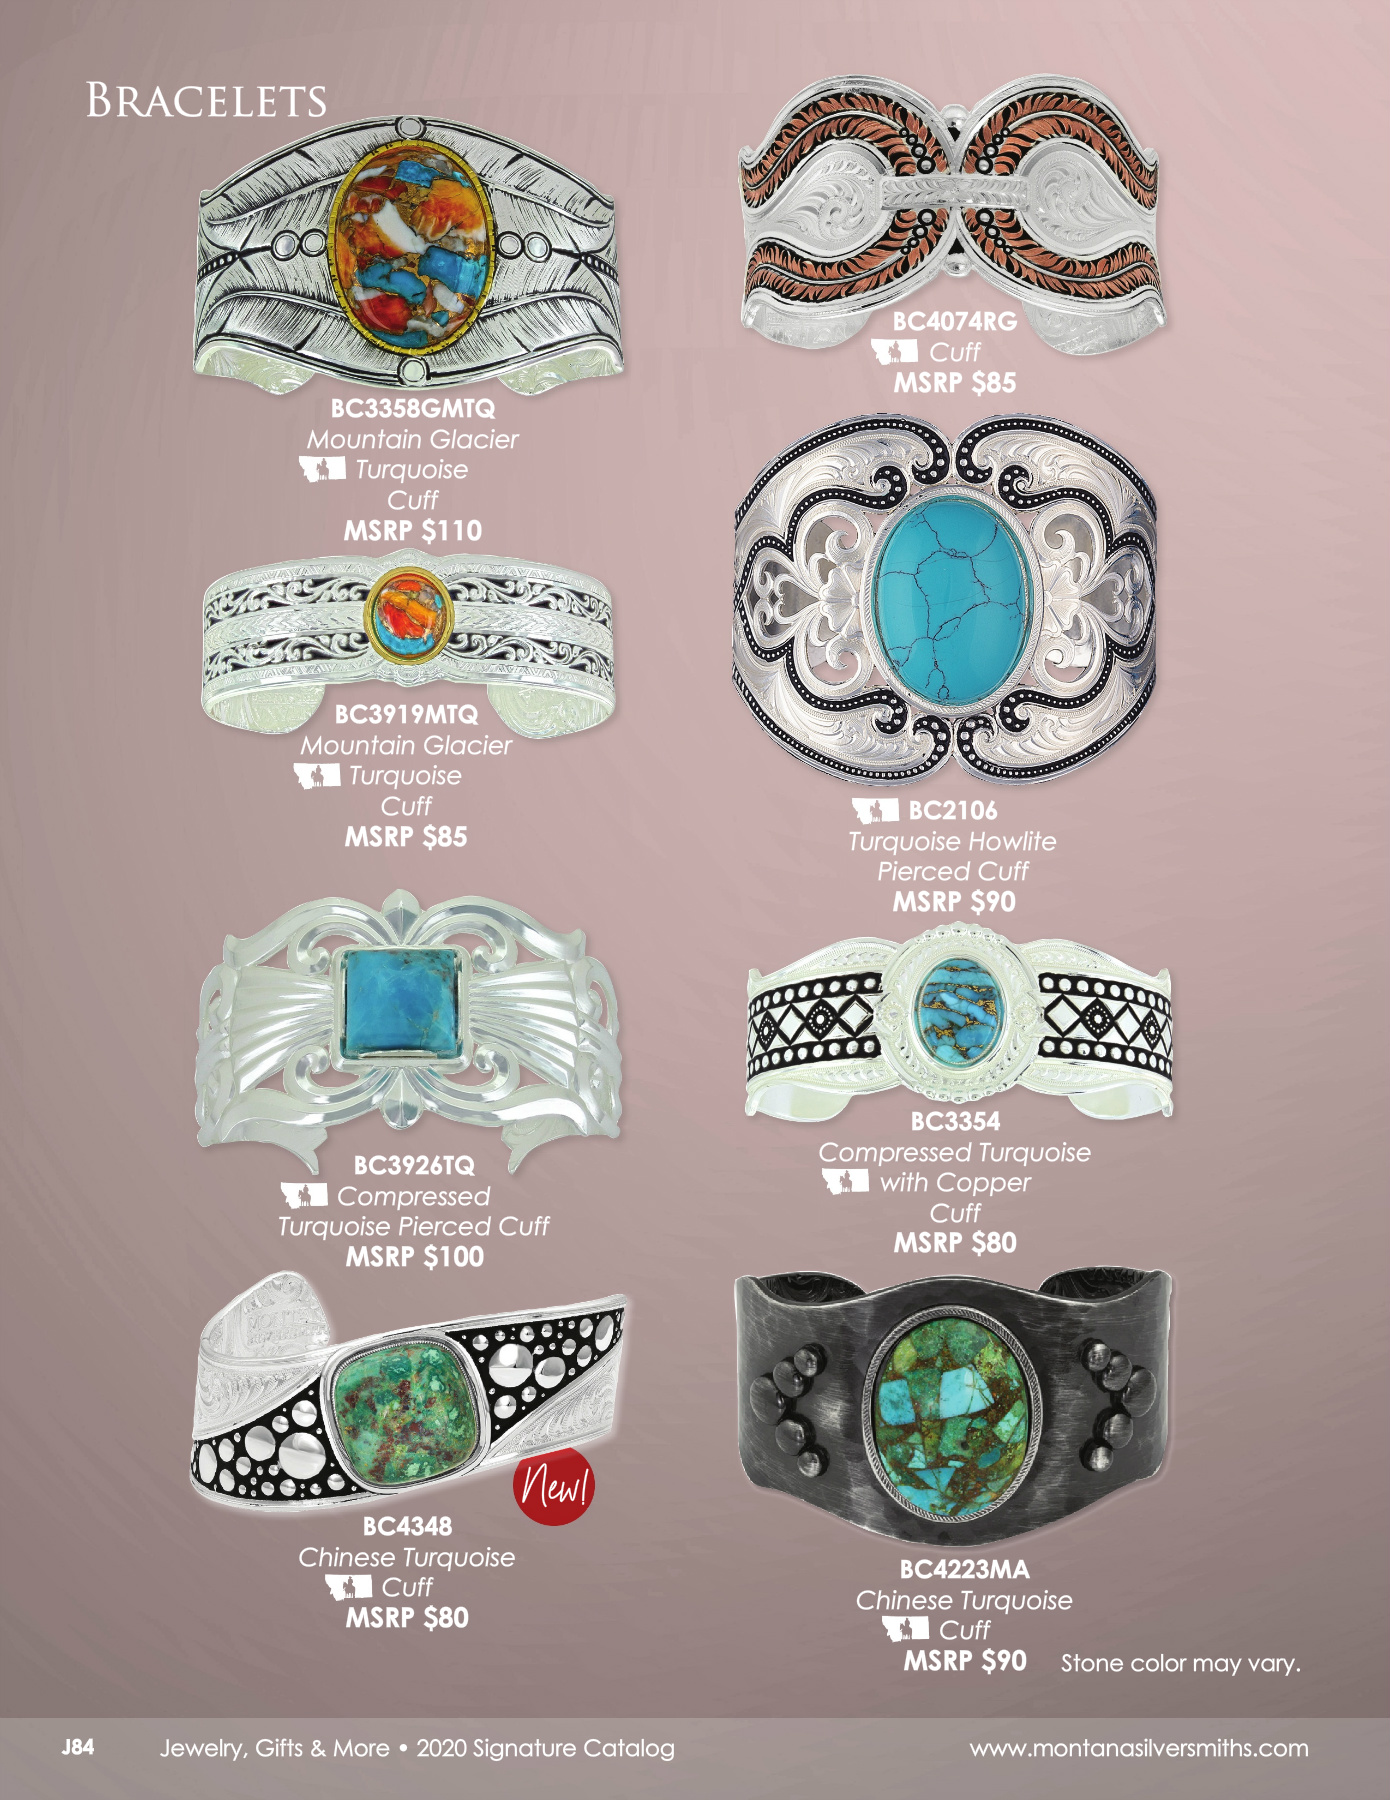 BRACELETS
BC3358GMTQ
Mountain Glacier
Turquoise
Cuff
MSRP $110
BC4074RG
Cuff
MSRP $85
BC3919MTQ
Mountain Glacier
Turquoise
Cuff
MSRP $85
BC2106
Turquoise Howlite
Pierced Cuff
MSRP $90
BC3926TQ
Compressed
Turquoise Pierced Cuff
MSRP $100
BC3354
Compressed Turquoise
with Copper
Cuff
MSRP $80
New!
BC4348
Chinese Turquoise
Cuff
MSRP $80
BC4223MA
Chinese Turquoise
Cuff
MSRP $90
Stone color may vary.
J84 Jewelry, Gifts & More • 2020 Signature Catalog www.montanasilversmiths.com